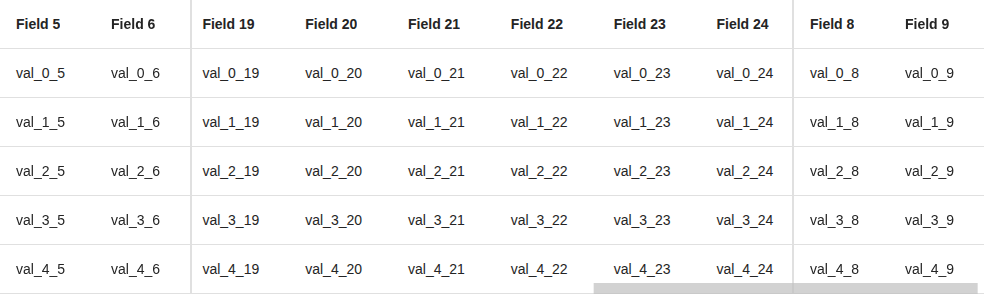 Field 5 Field 6 Field 19 Field 20 Field 21 Field 22 Field 23 Field 24 Field 8 Field 9
val_0_5 val_0_6 val_0_19 val_0_20 val_0_21 val_0_22 val_0_23 val_0_24 val_0_8 val_0_9
val_1_5 val_1_6 val_1_19 val_1_20 val_1_21 val_1_22 val_1_23 val_1_24 val_1_8 val_1_9
val_2_5 val_2_6 val_2_19 val_2_20 val_2_21 val_2_22 val_2_23 val_2_24 val_2_8 val_2_9
val_3_5 val_3_6 val_3_19 val_3_20 val_3_21 val_3_22 val_3_23 val_3_24 val_3_8 val_3_9
val_4_5 val_4_6 val_4_19 val_4_20 val_4_21 val_4_22 val_4_23 val_4_24 val_4_8 val_4_9